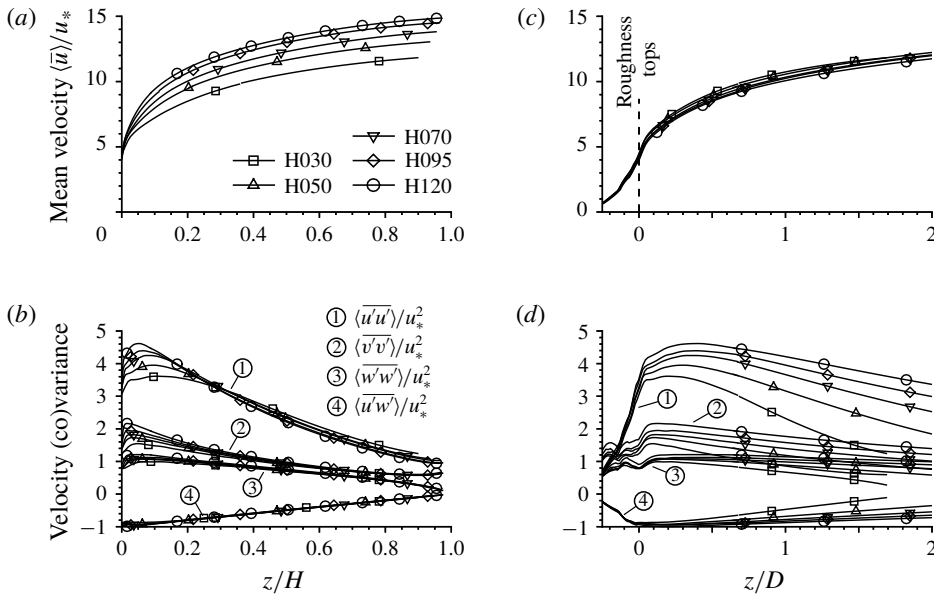 (a)
15
10
5
0
0.2
0.4
0.6
0.8
1.0
Mean velocity ⟨ū⟩/u*
H030
H050
H070
H095
H120
(c)
15
10
5
0
1
2
Roughness
tops
(b)
5
4
3
2
1
0
−1
0
0.2
0.4
0.6
0.8
1.0
Velocity (co)variance
z/H
1 ⟨u′u′⟩/u*²
2 ⟨v′v′⟩/u*²
3 ⟨w′w′⟩/u*²
4 ⟨u′w′⟩/u*²
1
2
3
4
(d)
5
4
3
2
1
0
−1
0
1
2
1
2
3
4
z/D